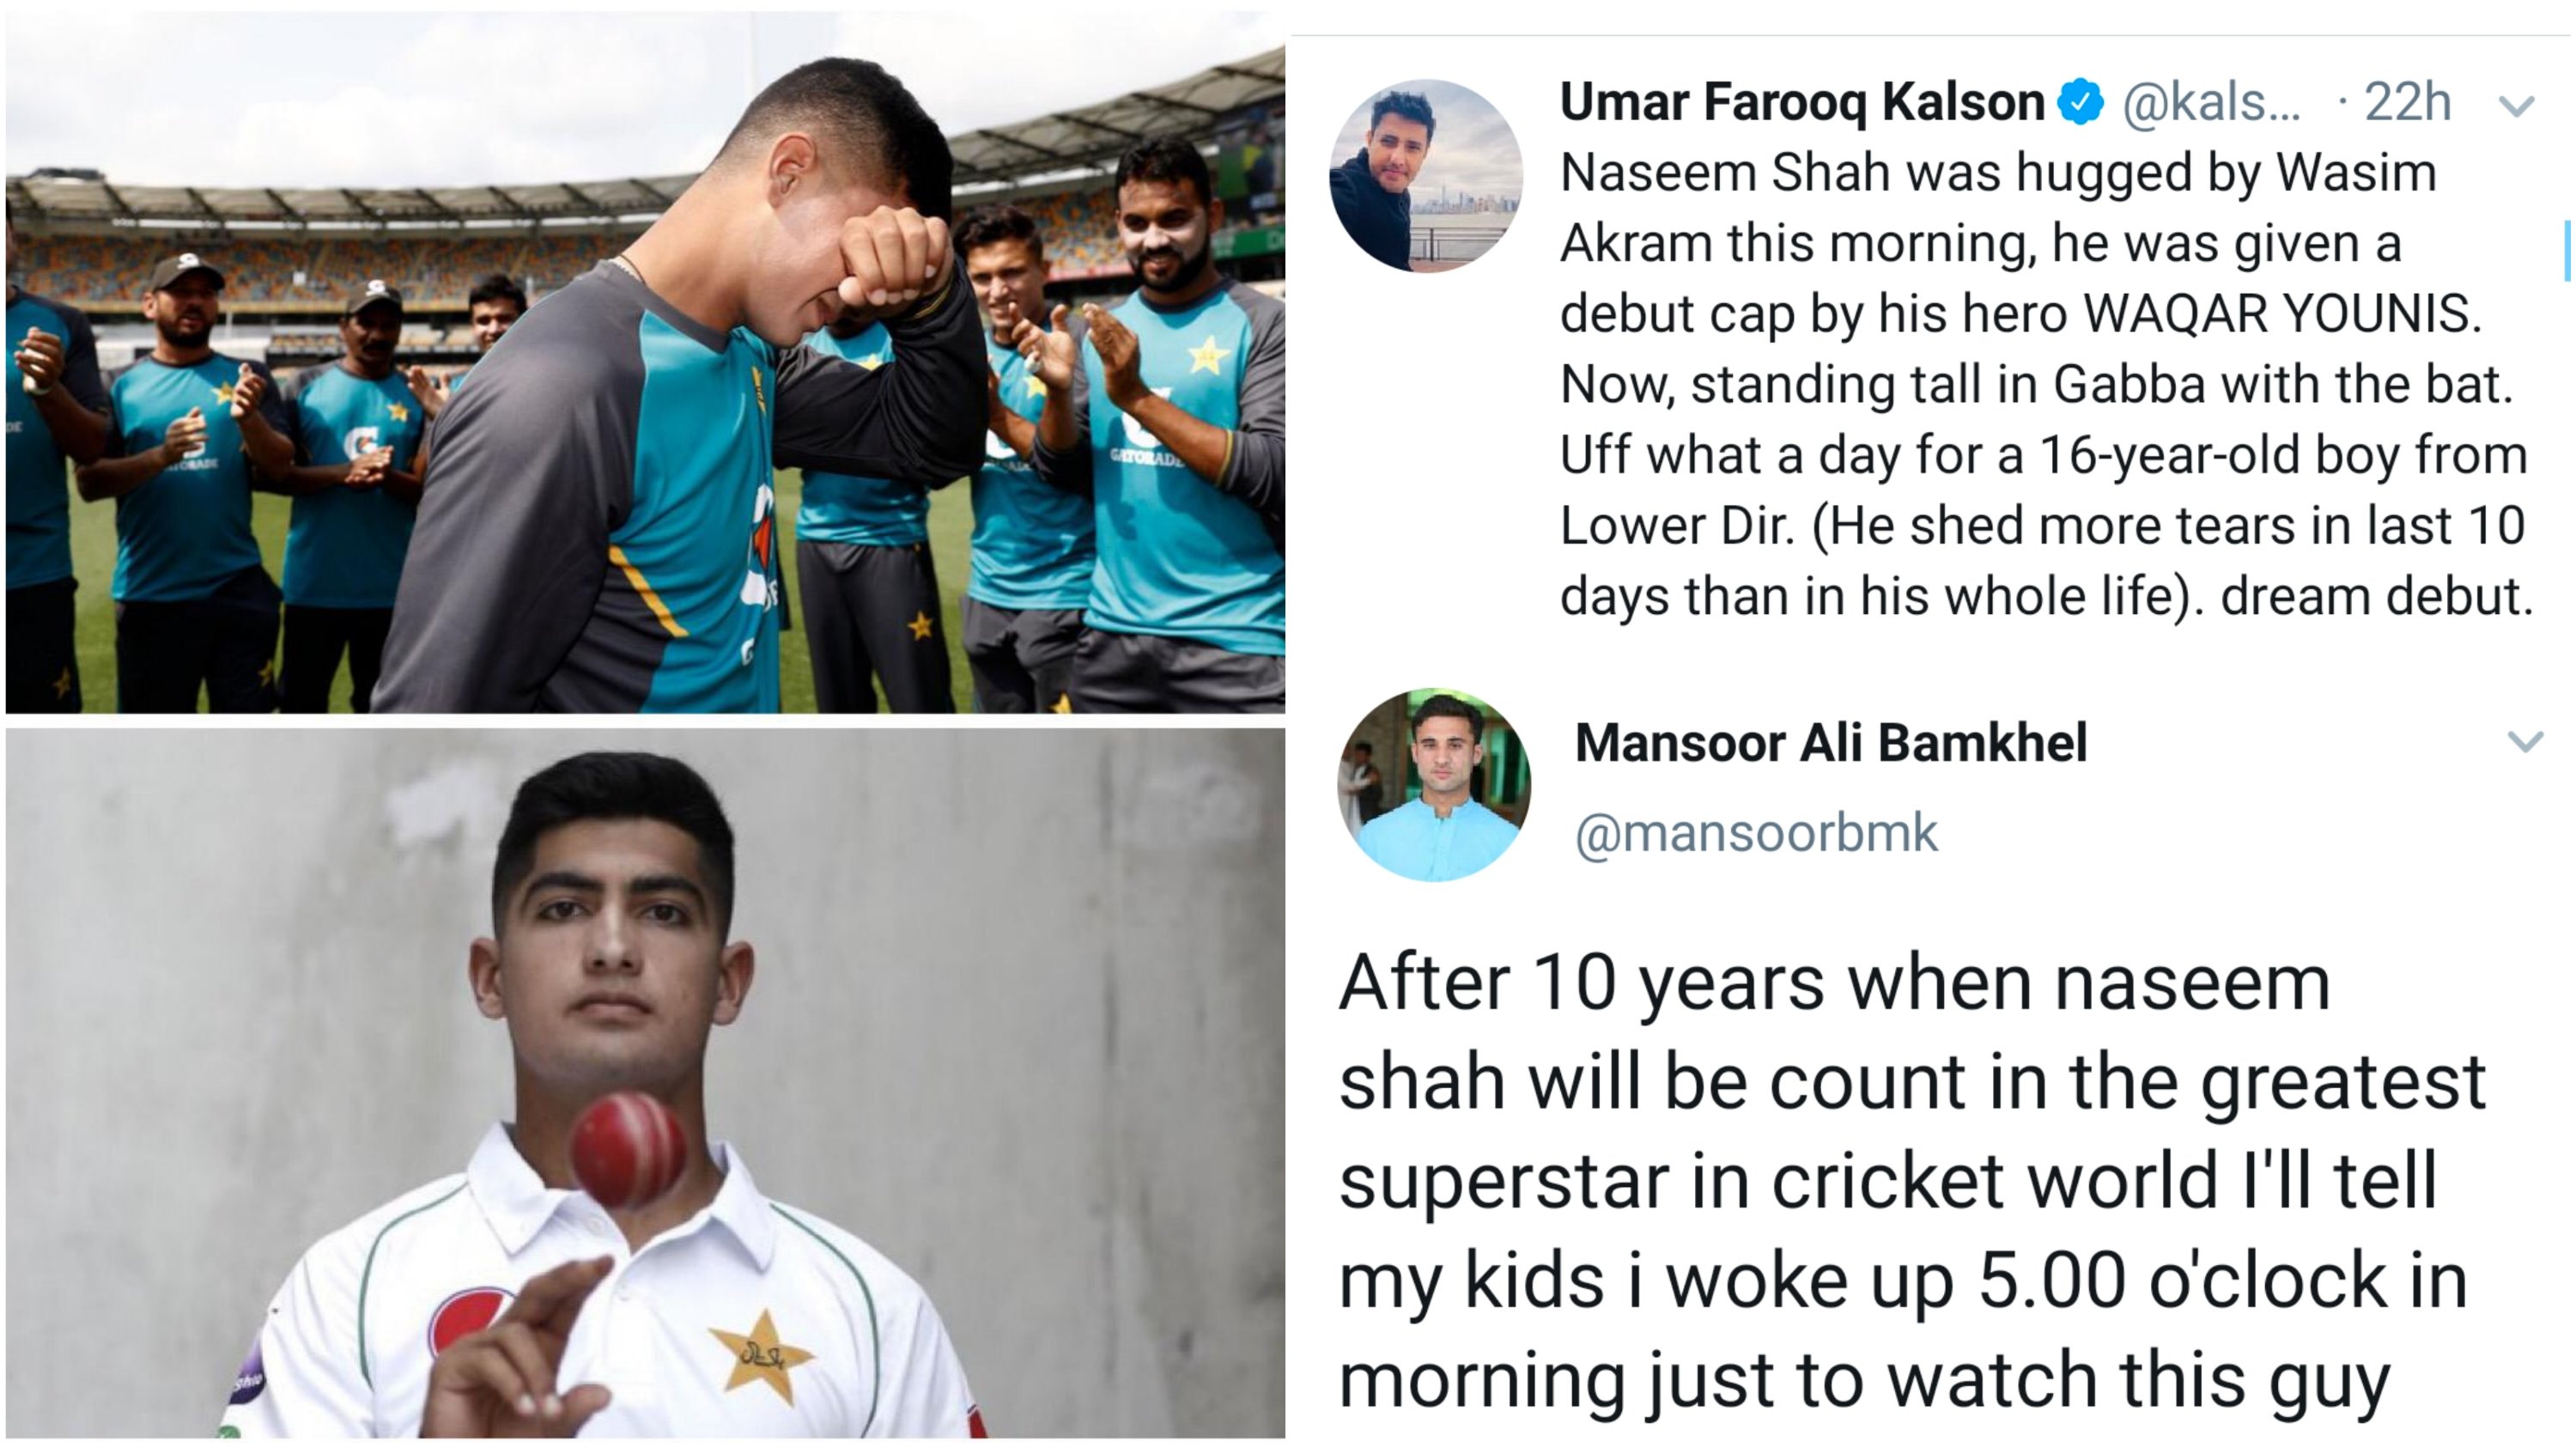 GATORADE
Umar Farooq Kalson @kals... · 22h
Naseem Shah was hugged by Wasim
Akram this morning, he was given a
debut cap by his hero WAQAR YOUNIS.
Now, standing tall in Gabba with the bat.
Uff what a day for a 16-year-old boy from
Lower Dir. (He shed more tears in last 10
days than in his whole life). dream debut.
Mansoor Ali Bamkhel
@mansoorbmk
After 10 years when naseem
shah will be count in the greatest
superstar in cricket world I'll tell
my kids i woke up 5.00 o'clock in
morning just to watch this guy